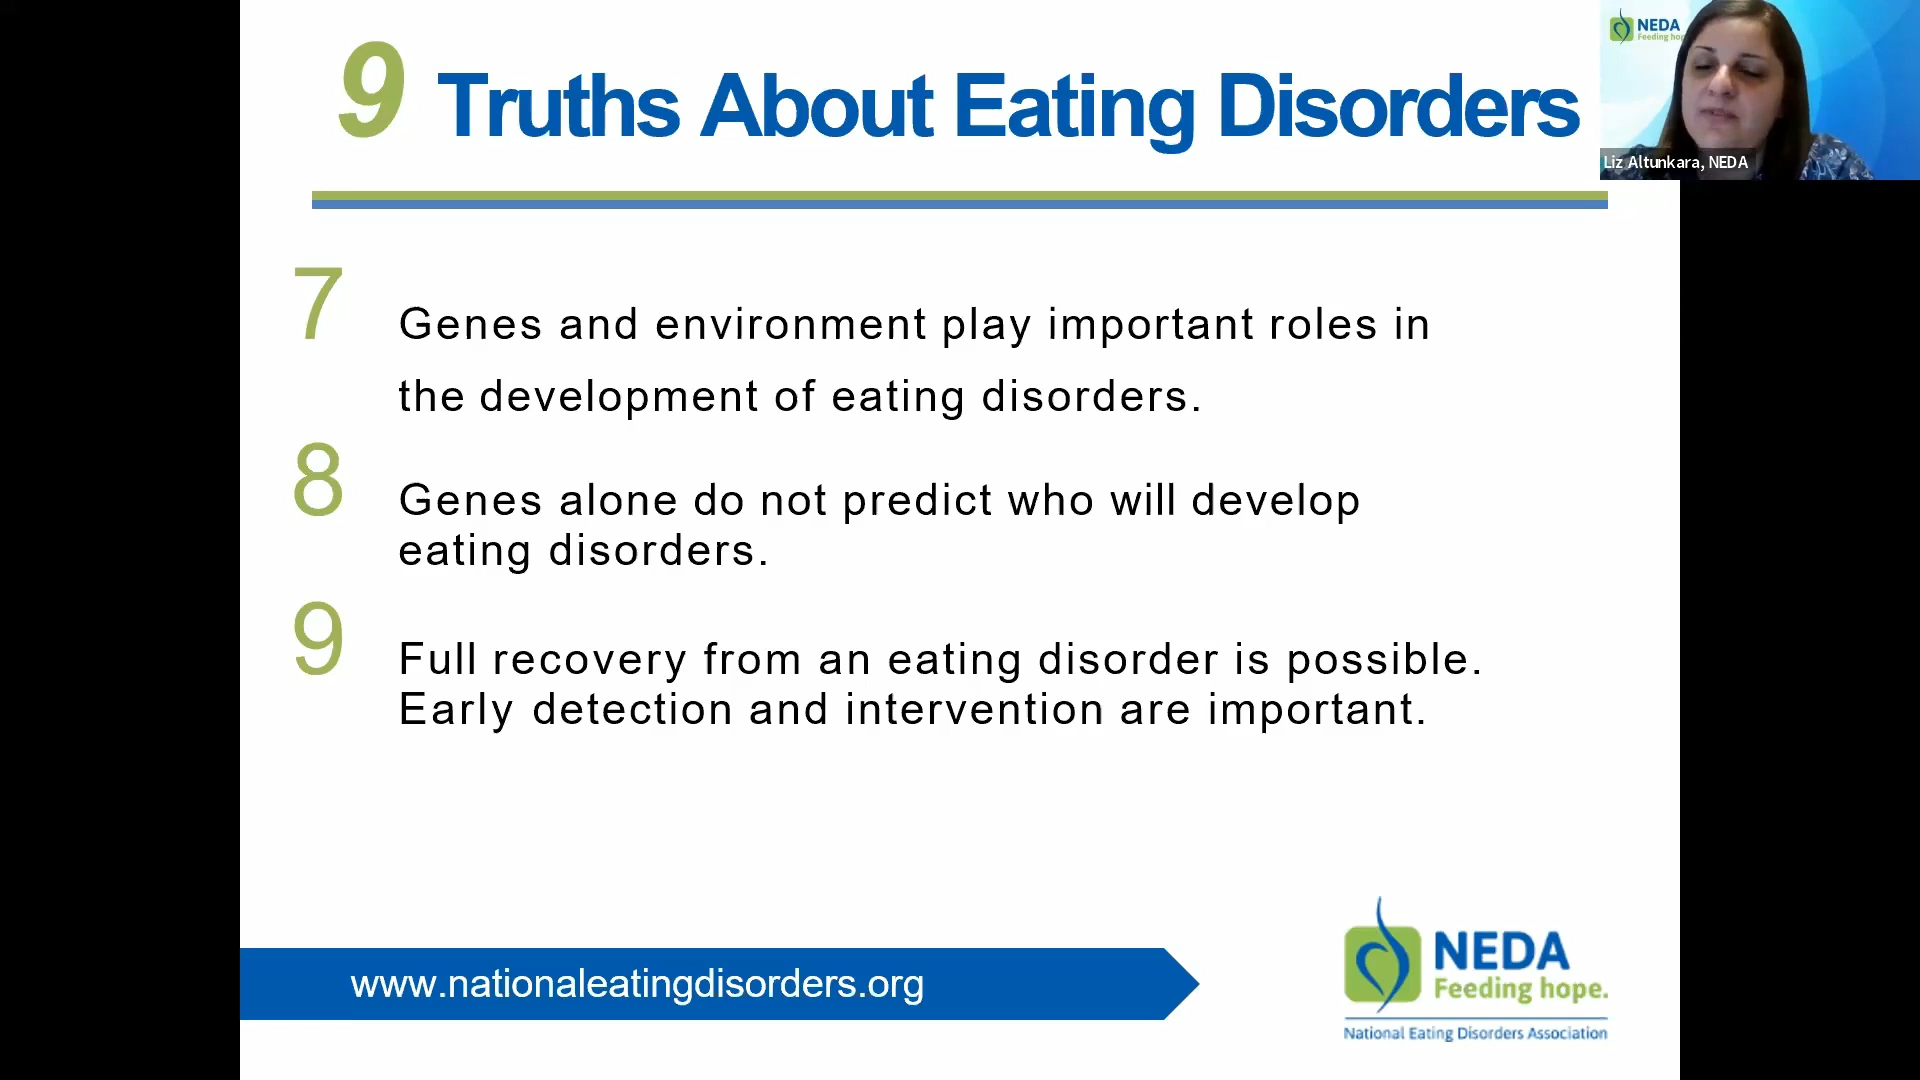 9 Truths About Eating Disorders
NEDA
Feeding hop
Liz Altunkara, NEDA
7 Genes and environment play important roles in
the development of eating disorders.
8 Genes alone do not predict who will develop
eating disorders.
9 Full recovery from an eating disorder is possible.
Early detection and intervention are important.
www.nationaleatingdisorders.org
NEDA
Feeding hope.
National Eating Disorders Association